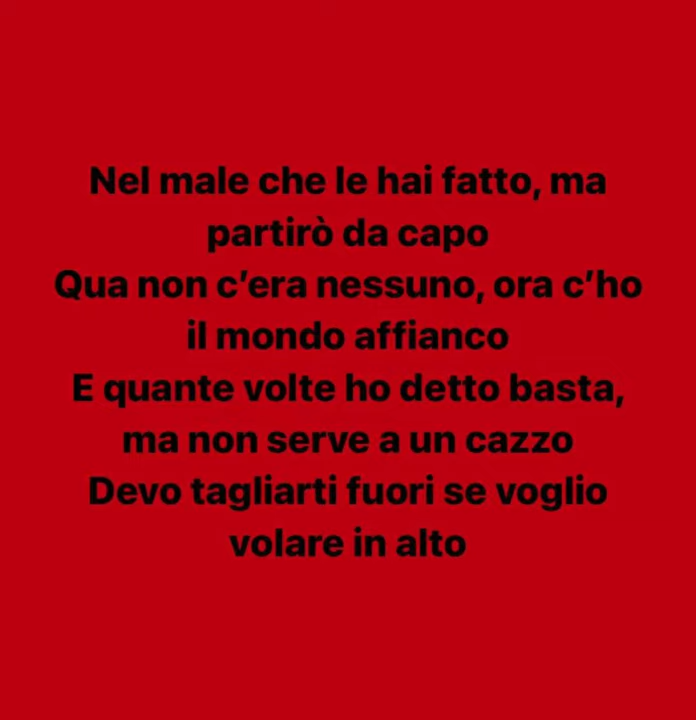 Nel male che le hai fatto, ma
partirò da capo
Qua non c’era nessuno, ora c’ho
il mondo affianco
E quante volte ho detto basta,
ma non serve a un cazzo
Devo tagliarti fuori se voglio
volare in alto